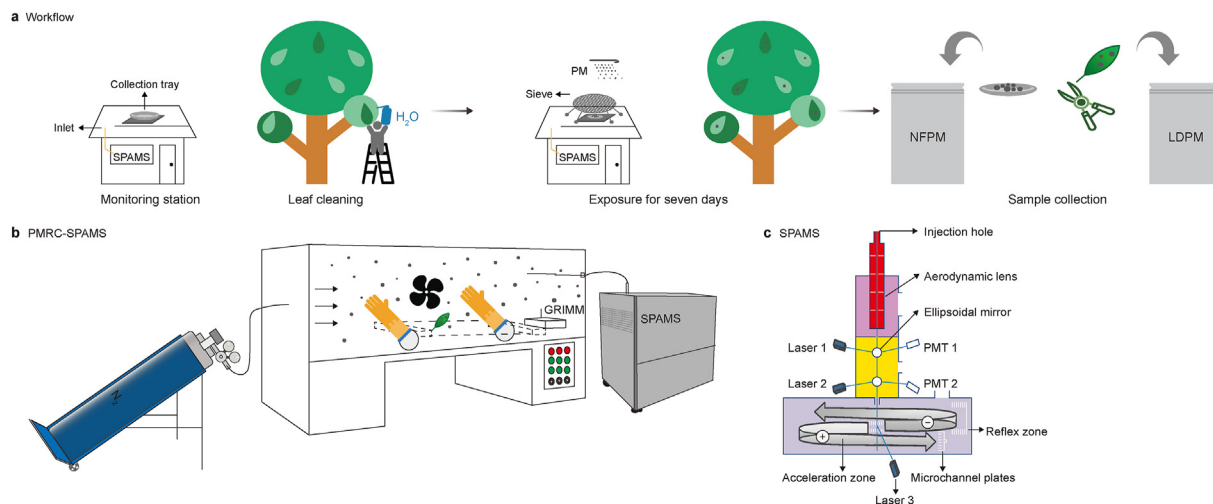 a Workflow
Collection tray
Inlet
SPAMS
Monitoring station
H2O
Leaf cleaning
PM
Sieve
SPAMS
Exposure for seven days
NFPM
LDPM
Sample collection
b PMRC-SPAMS
N
GRIMM
SPAMS
c SPAMS
Injection hole
Aerodynamic lens
Ellipsoidal mirror
Laser 1
PMT 1
Laser 2
PMT 2
−
+
Reflex zone
Acceleration zone
Microchannel plates
Laser 3